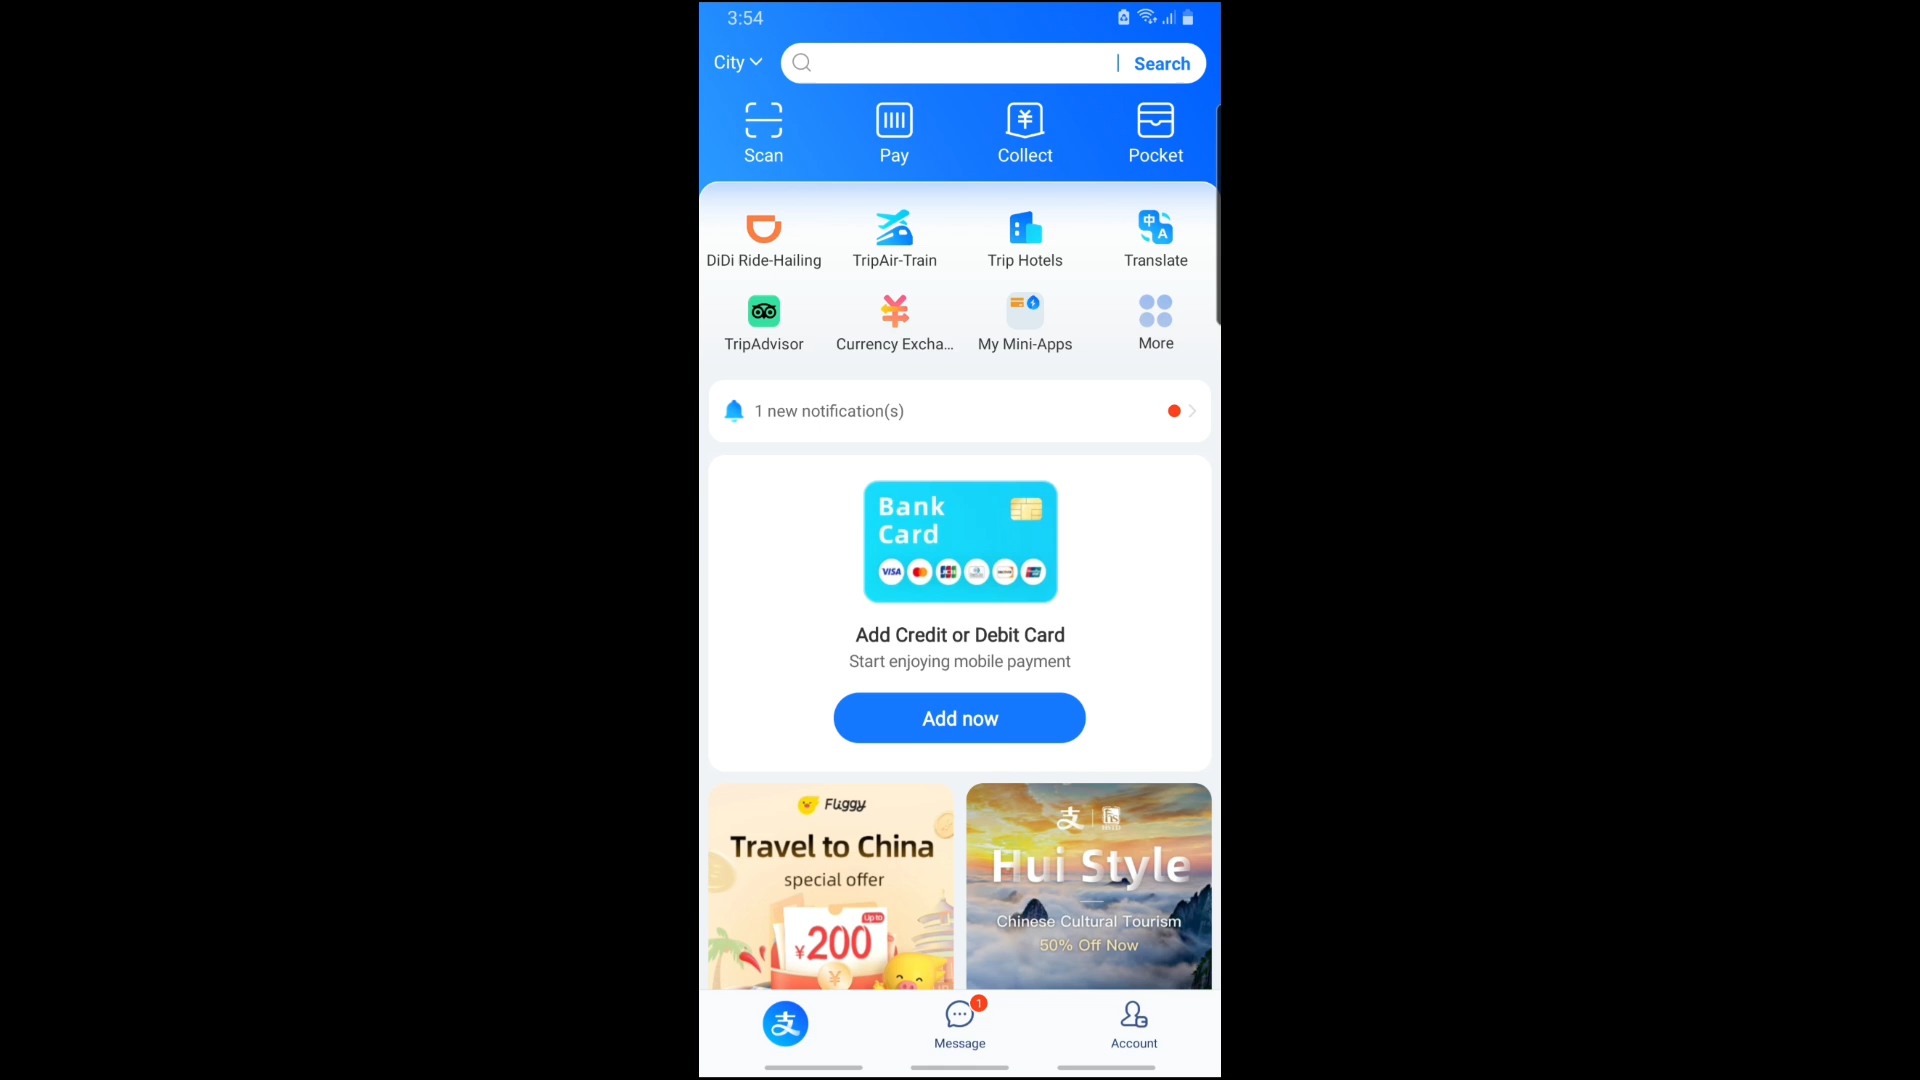 3:54
City
Search
Scan
Pay
Collect
Pocket
中
A
DiDi Ride-Hailing
TripAir-Train
Trip Hotels
Translate
TripAdvisor
Currency Excha...
My Mini-Apps
More
1 new notification(s)
Bank
Card
VISA
Add Credit or Debit Card
Start enjoying mobile payment
Add now
Fliggy
Travel to China
special offer
Up to
¥200
¥
支
Hui Style
Chinese Cultural Tourism
50% Off Now
支
1
Message
Account